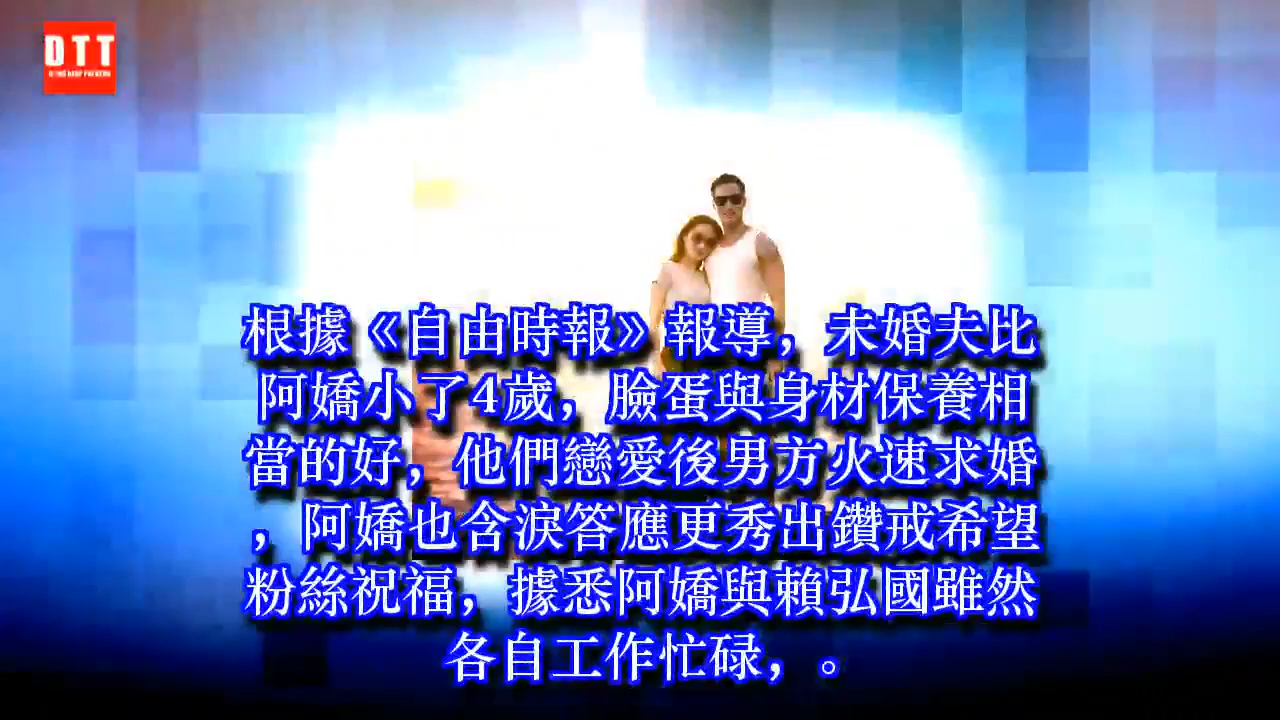 DTT
根據《自由時報》報導，未婚夫比
阿嬌小了4歲，臉蛋與身材保養相
當的好，他們戀愛後男方火速求婚
，阿嬌也含淚答應更秀出鑽戒希望
粉絲祝福，據悉阿嬌與賴弘國雖然
各自工作忙碌，。